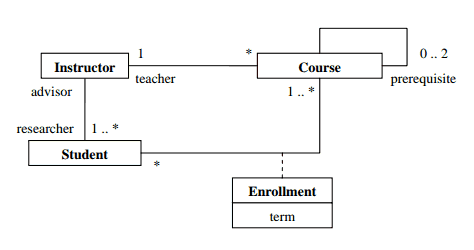 1
*
0 .. 2
Instructor
Course
teacher
prerequisite
advisor
1 .. *
researcher
1 .. *
Student
*
Enrollment
term